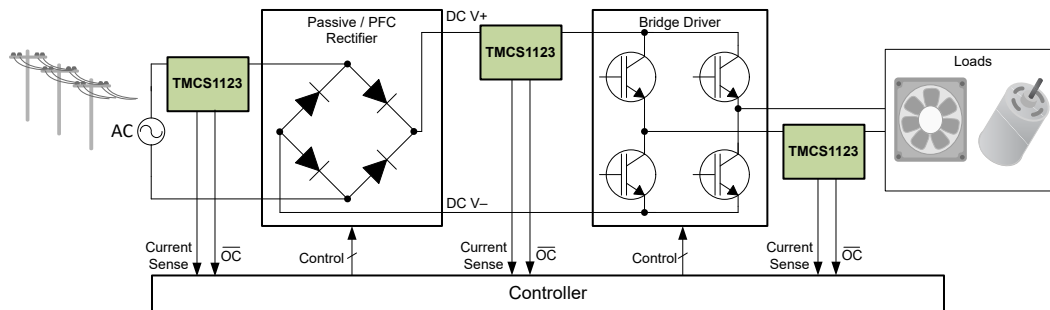 Passive / PFC
Rectifier
DC V+
Bridge Driver
TMCS1123
TMCS1123
Loads
AC
TMCS1123
DC V–
Current
Sense
OC
Control
Current
Sense
OC
Control
Current
Sense
OC
Controller